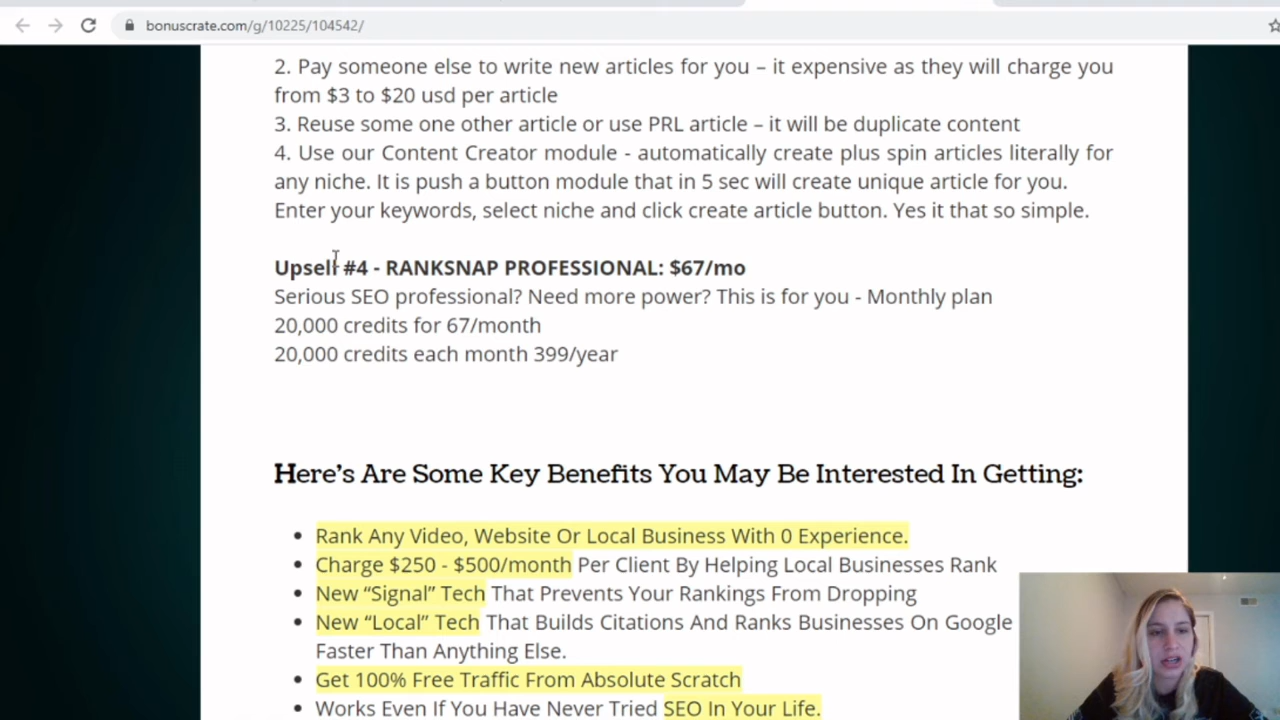 bonuscrate.com/g/10225/104542/
2. Pay someone else to write new articles for you – it expensive as they will charge you
from $3 to $20 usd per article
3. Reuse some one other article or use PRL article – it will be duplicate content
4. Use our Content Creator module - automatically create plus spin articles literally for
any niche. It is push a button module that in 5 sec will create unique article for you.
Enter your keywords, select niche and click create article button. Yes it that so simple.
Upsell #4 - RANKSNAP PROFESSIONAL: $67/mo
Serious SEO professional? Need more power? This is for you - Monthly plan
20,000 credits for 67/month
20,000 credits each month 399/year
Here's Are Some Key Benefits You May Be Interested In Getting:
Rank Any Video, Website Or Local Business With 0 Experience.
Charge $250 - $500/month Per Client By Helping Local Businesses Rank
New “Signal” Tech That Prevents Your Rankings From Dropping
New “Local” Tech That Builds Citations And Ranks Businesses On Google
Faster Than Anything Else.
Get 100% Free Traffic From Absolute Scratch
Works Even If You Have Never Tried SEO In Your Life.